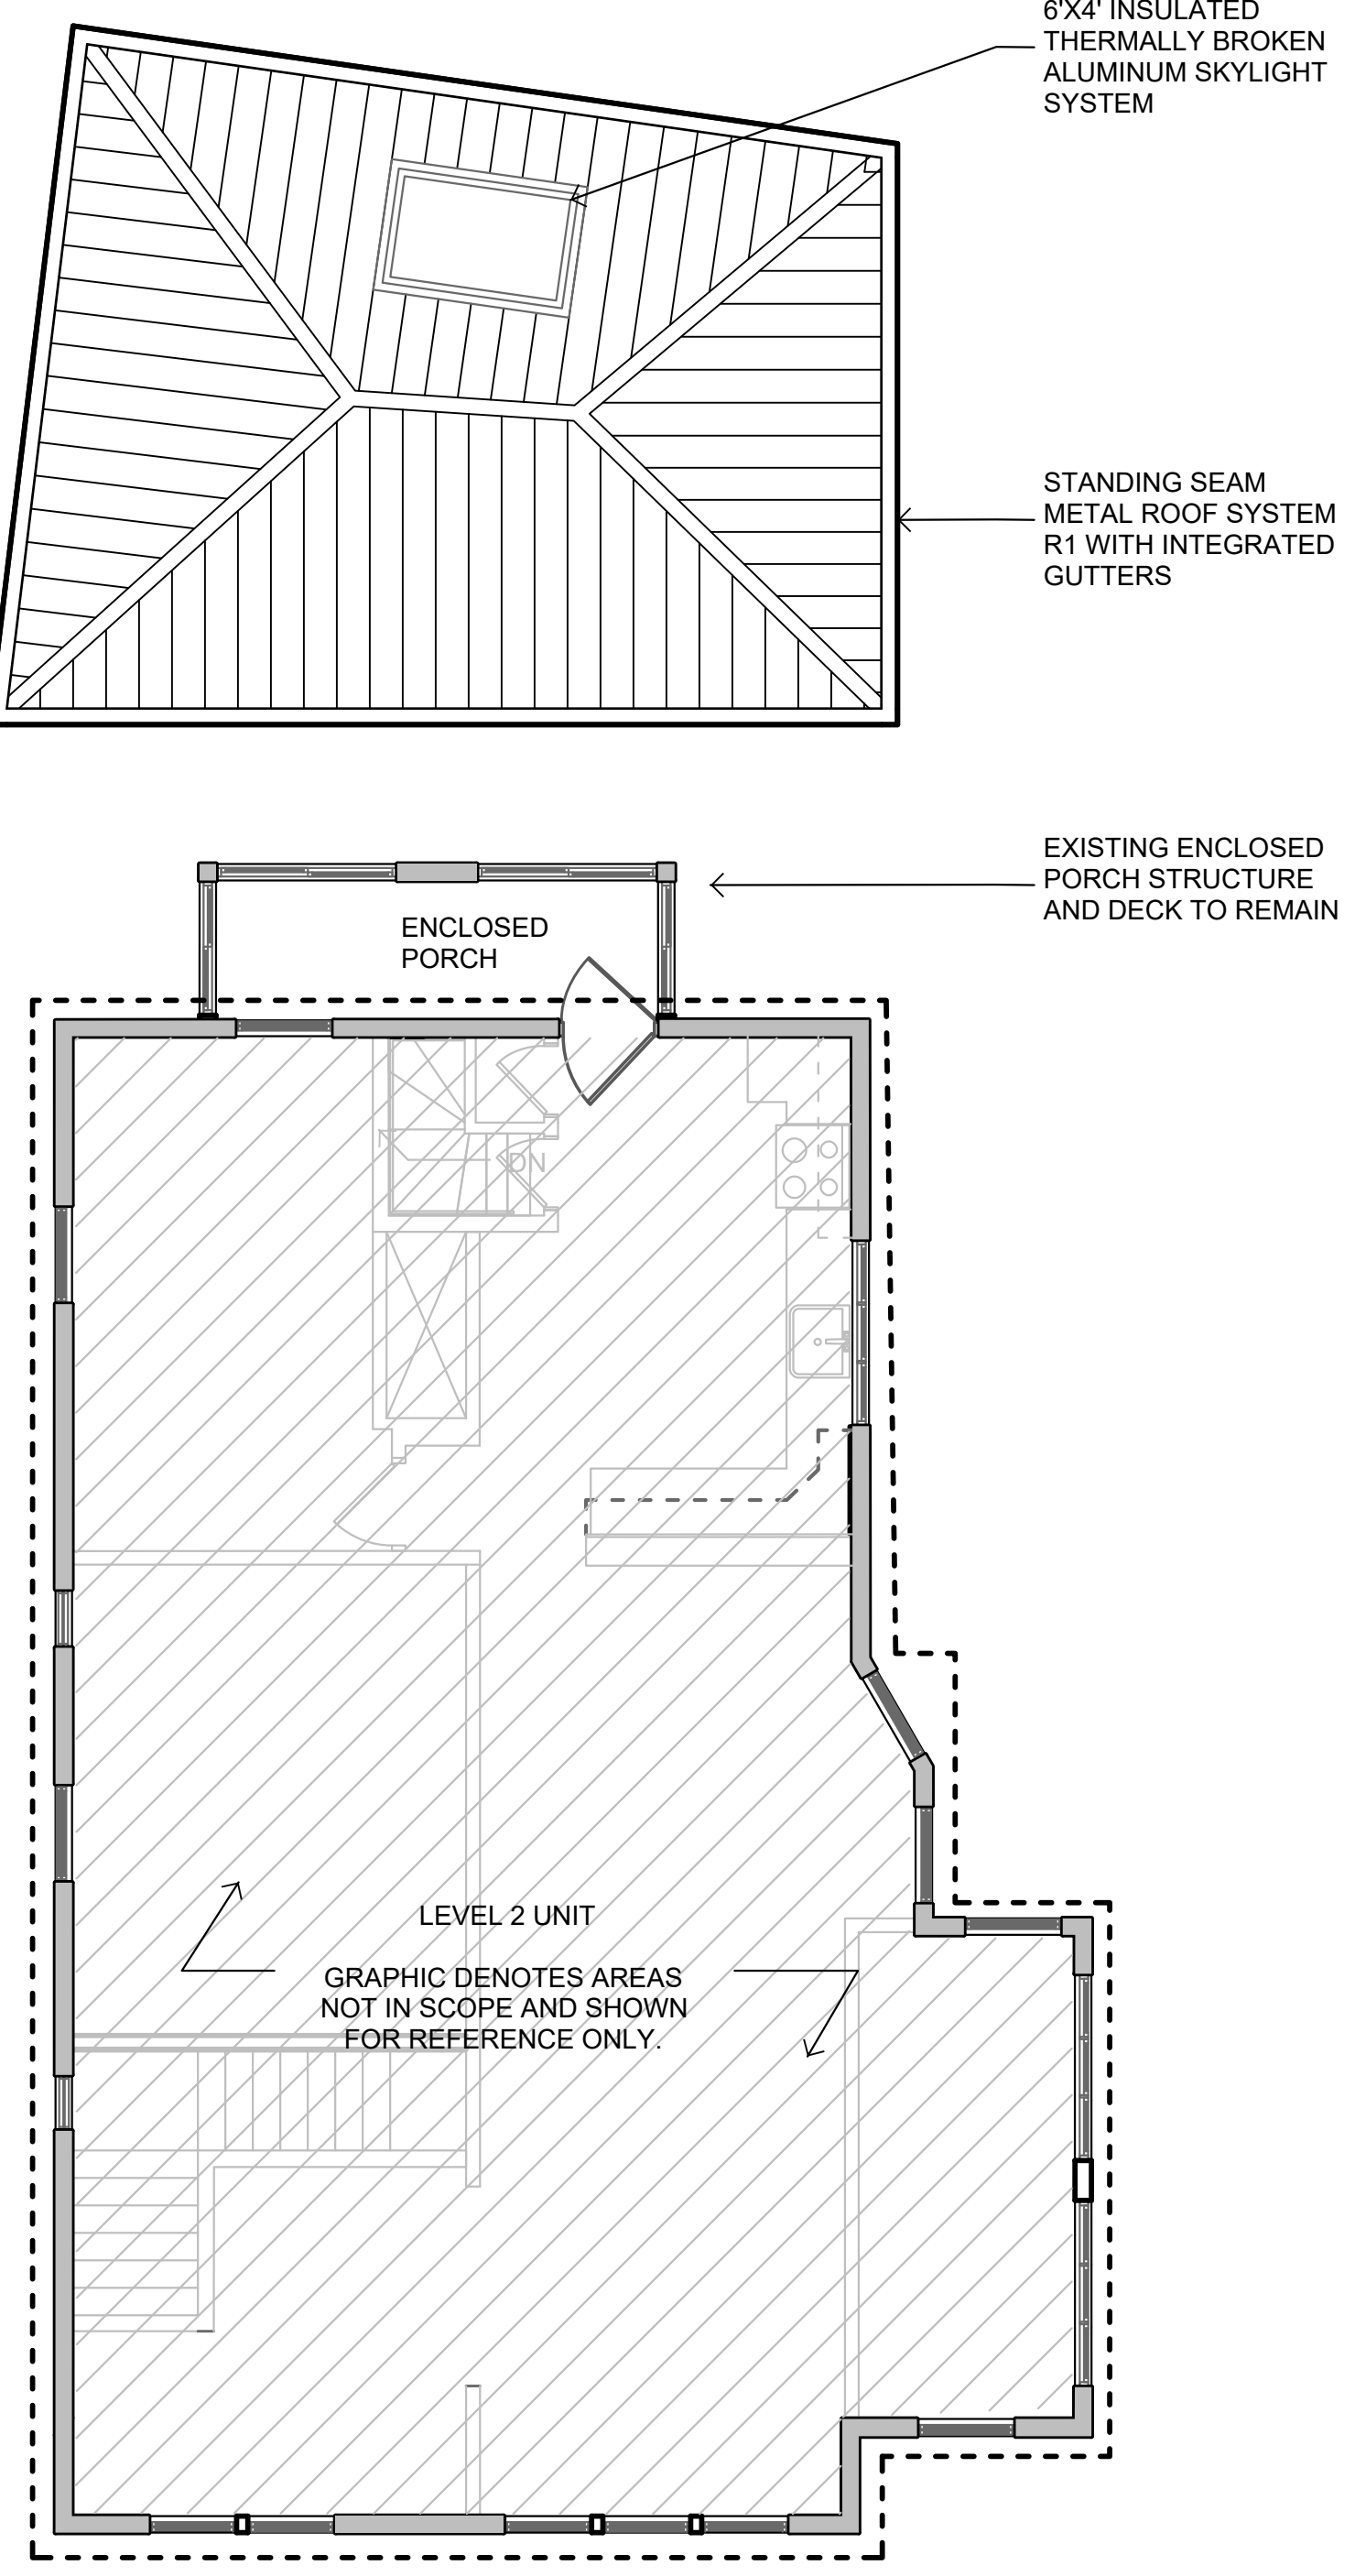 6'X4' INSULATED
THERMALLY BROKEN
ALUMINUM SKYLIGHT
SYSTEM
STANDING SEAM
METAL ROOF SYSTEM
R1 WITH INTEGRATED
GUTTERS
EXISTING ENCLOSED
PORCH STRUCTURE
AND DECK TO REMAIN
ENCLOSED
PORCH
DN
LEVEL 2 UNIT
GRAPHIC DENOTES AREAS
NOT IN SCOPE AND SHOWN
FOR REFERENCE ONLY.